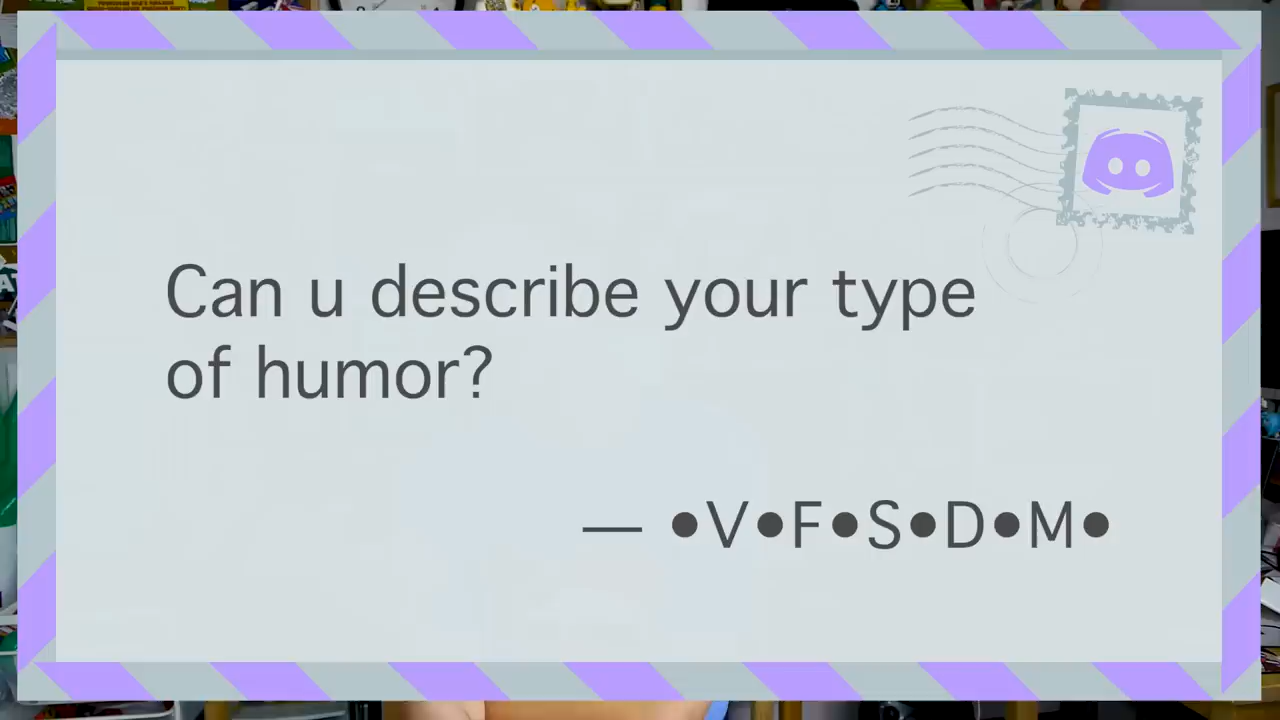 Can u describe your type
of humor?
— •V•F•S•D•M•